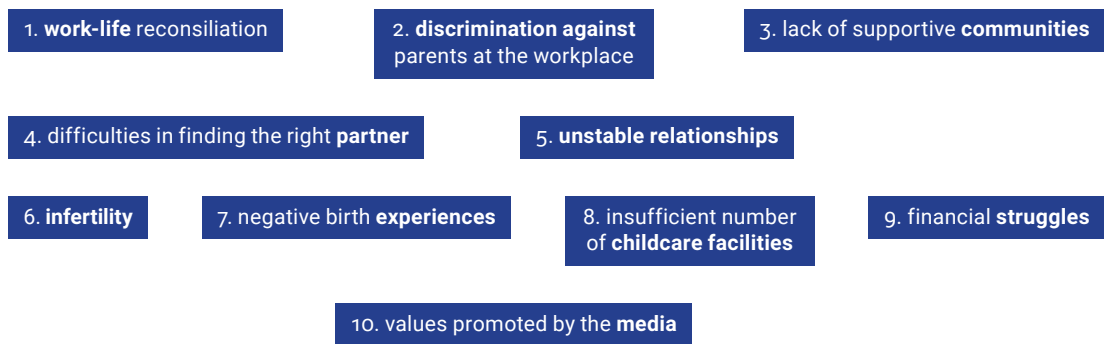 1. work-life reconsiliation
2. discrimination against
parents at the workplace
3. lack of supportive communities
4. difficulties in finding the right partner
5. unstable relationships
6. infertility
7. negative birth experiences
8. insufficient number
of childcare facilities
9. financial struggles
10. values promoted by the media